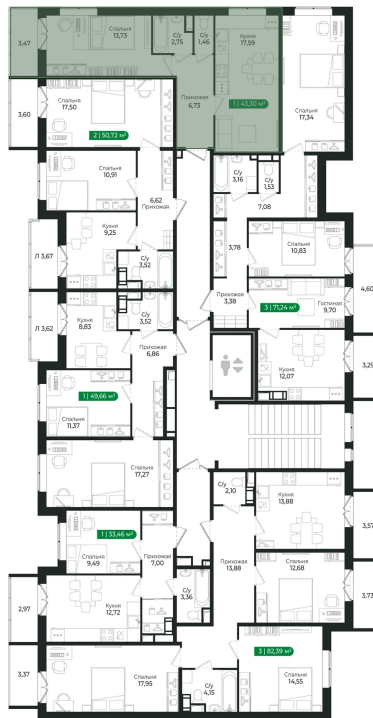 3,47
Спальня
13,73
С/у
2,75
С/у
1,46
Кухня
17,59
Прихожая
6,73
1 | 43,30 м²
Спальня
17,34
3,60
Спальня
17,50
2 | 50,72 м²
Спальня
10,91
6,62
Прихожая
С/у
3,16
С/у
1,53
7,08
Кухня
9,25
Л 3,67
С/у
3,52
3,78
Спальня
10,83
4,60
Прихожая
3,38
3 | 71,24 м²
Гостиная
9,70
Л 3,62
Кухня
8,83
С/у
3,52
Прихожая
6,86
Кухня
12,07
3,29
1 | 49,66 м²
Спальня
11,37
Спальня
17,27
С/у
2,10
Кухня
13,88
3,57
1 | 33,46 м²
Спальня
9,49
Прихожая
7,00
13,88
Спальня
12,68
3,73
2,97
Кухня
12,72
С/у
3,36
3,37
Спальня
17,95
С/у
4,15
3 | 82,39 м²
Спальня
14,55